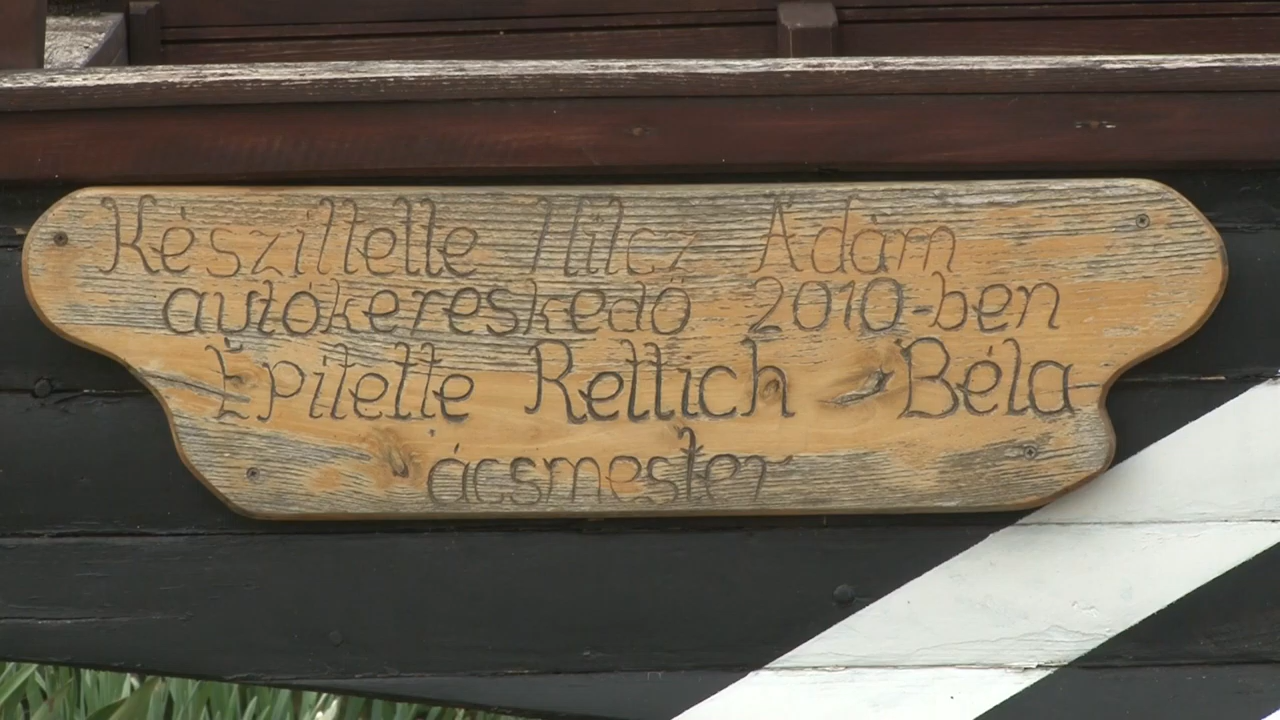 Készíttette Hilcz Ádám
autókereskedő 2010-ben
Építette Rettich Béla
ácsmester